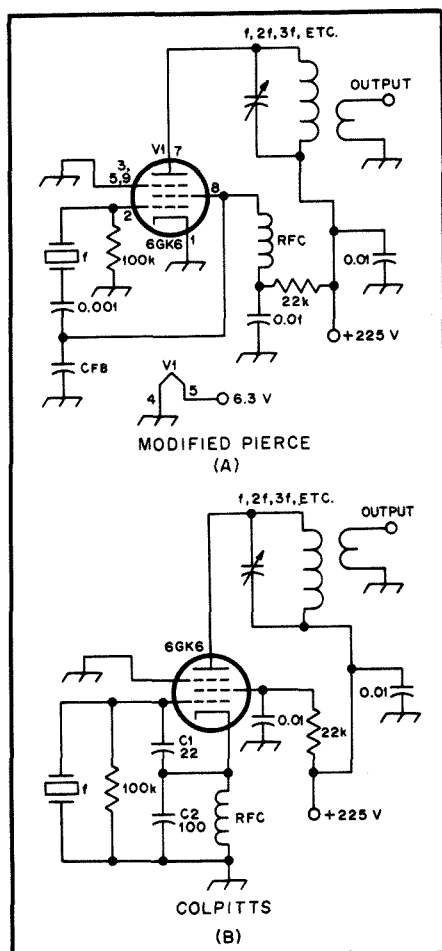 f, 2f, 3f, ETC.
OUTPUT
V1 7
3,
5,9
8
2
6GK6
1
f
100k
RFC
0.01
22k
0.001
0.01
+225 V
CFB
V1
4
5
6.3 V
MODIFIED PIERCE
(A)
f, 2f, 3f, ETC.
OUTPUT
6GK6
0.01
0.01
22k
C1
22
f
100k
C2
100
RFC
+225 V
COLPITTS
(B)